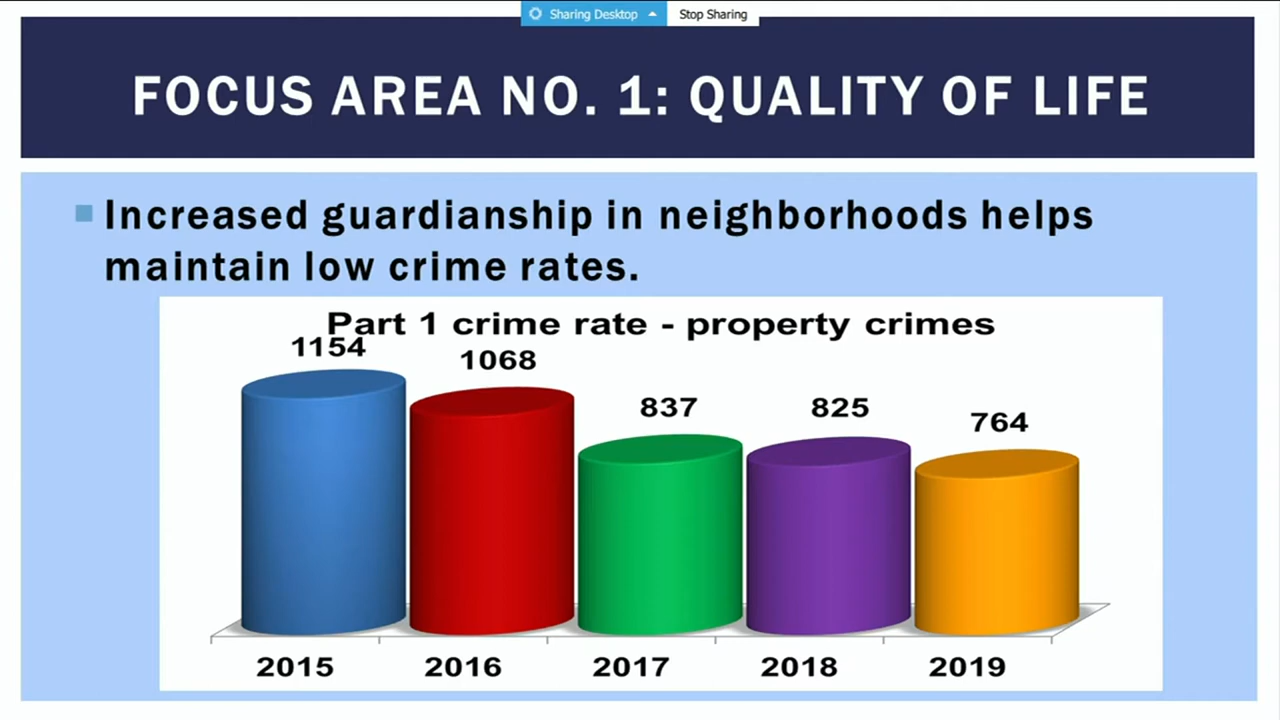 Sharing Desktop Stop Sharing
FOCUS AREA NO. 1: QUALITY OF LIFE
Increased guardianship in neighborhoods helps
maintain low crime rates.
Part 1 crime rate - property crimes
1154
1068
837
825
764
2015 2016 2017 2018 2019